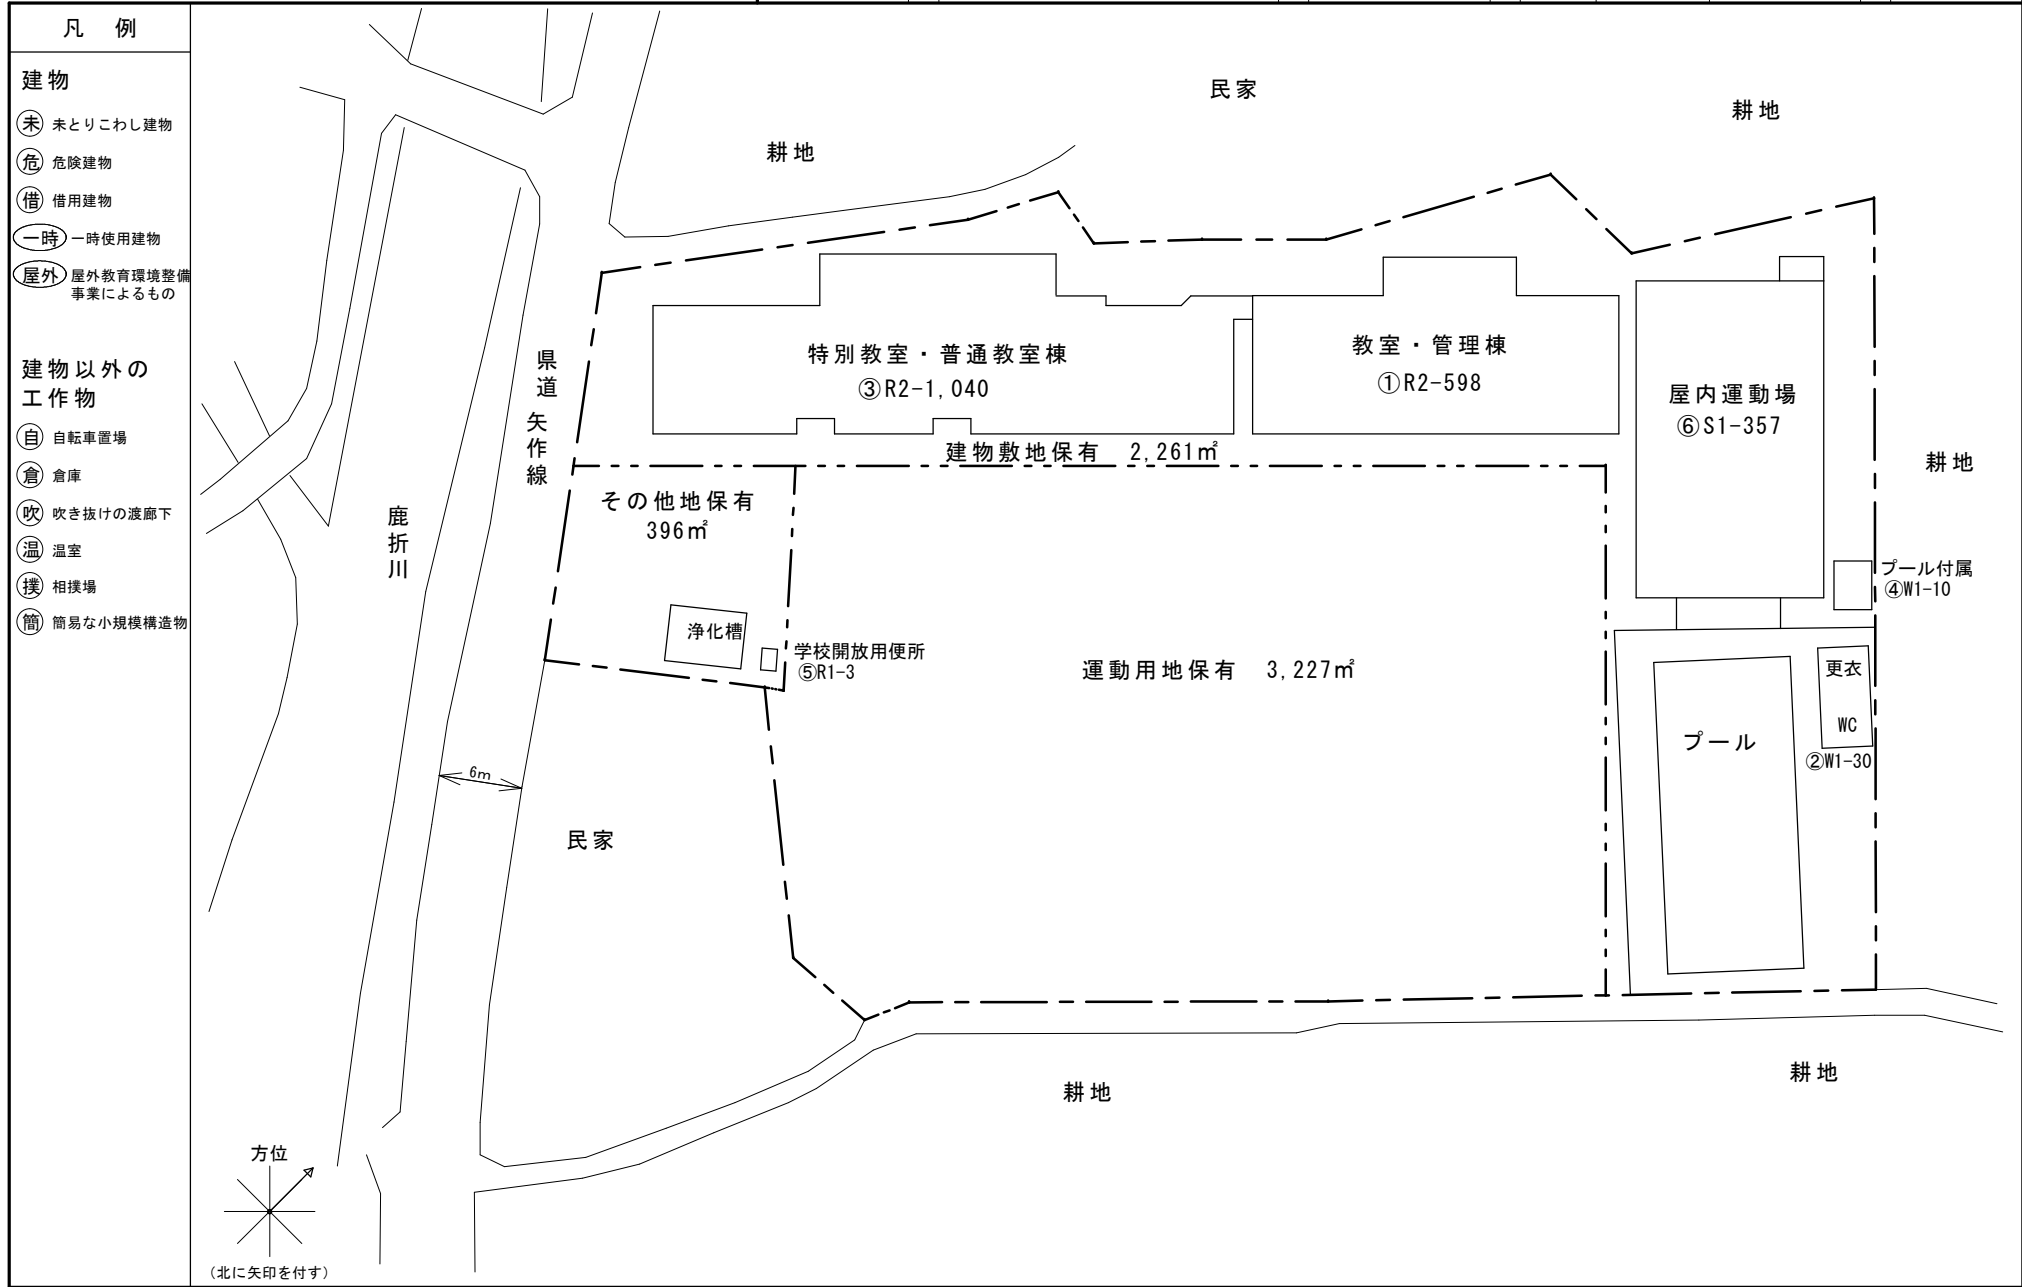 凡 例
建物
未 未とりこわし建物
危 危険建物
借 借用建物
一時 一時使用建物
屋外 屋外教育環境整備
事業によるもの
建物以外の
工作物
自 自転車置場
倉 倉庫
吹 吹き抜けの渡廊下
温 温室
撲 相撲場
簡 簡易な小規模構造物
民家
耕地
耕地
県道 矢作線
特別教室・普通教室棟
③R2-1,040
教室・管理棟
①R2-598
屋内運動場
⑥S1-357
建物敷地保有 2,261㎡
耕地
その他地保有
396㎡
鹿折川
プール付属
④W1-10
浄化槽
学校開放用便所
⑤R1-3
運動用地保有 3,227㎡
更衣
WC
②W1-30
プール
6m
民家
耕地
耕地
方位
(北に矢印を付す)